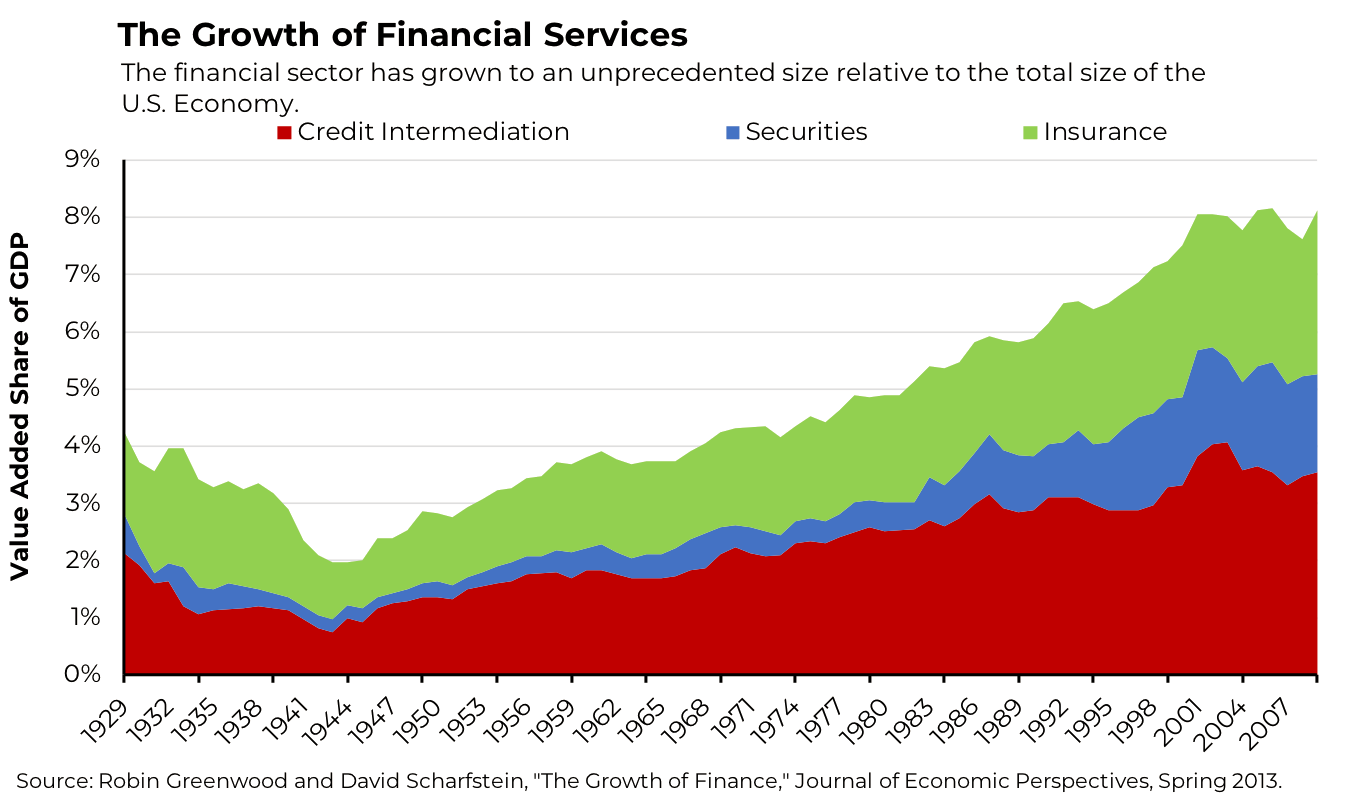 The Growth of Financial Services
The financial sector has grown to an unprecedented size relative to the total size of the
U.S. Economy.
Credit Intermediation Securities Insurance
9%
8%
7%
6%
5%
4%
3%
2%
1%
0%
Value Added Share of GDP
1929 1932 1935 1938 1941 1944 1947 1950 1953 1956 1959 1962 1965 1968 1971 1974 1977 1980 1983 1986 1989 1992 1995 1998 2001 2004 2007
Source: Robin Greenwood and David Scharfstein, "The Growth of Finance," Journal of Economic Perspectives, Spring 2013.